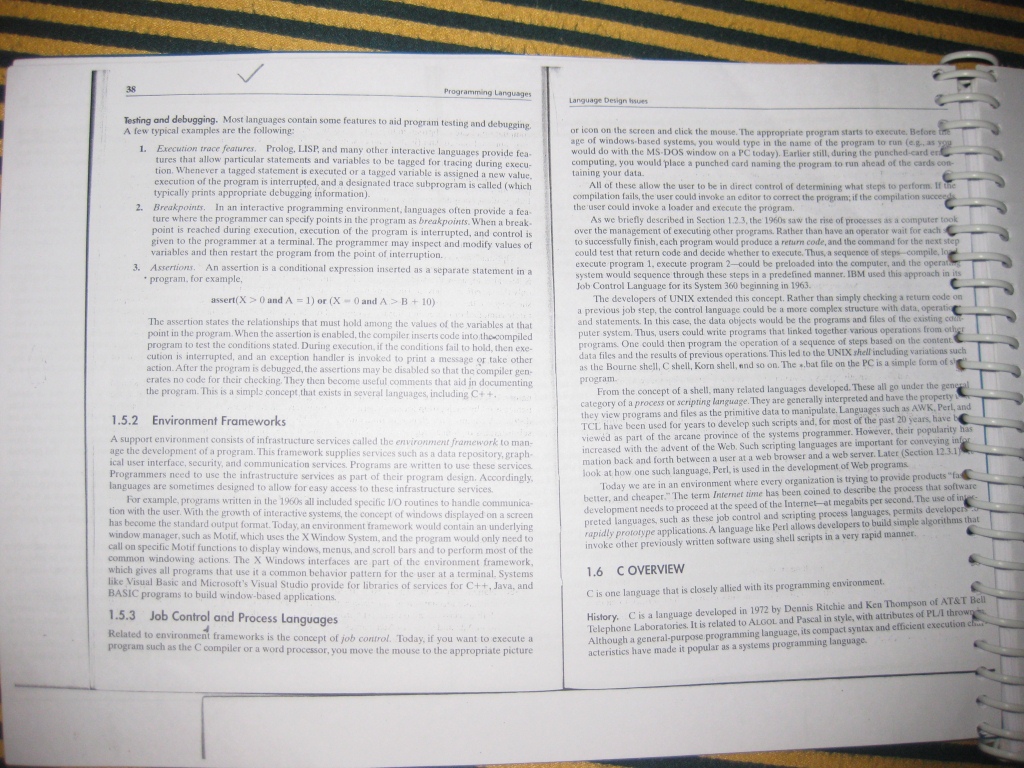 38
Programming Languages
Testing and debugging. Most languages contain some features to aid program testing and debugging.
A few typical examples are the following:
1. Execution trace features. Prolog, LISP, and many other interactive languages provide fea-
tures that allow particular statements and variables to be tagged for tracing during execu-
tion. Whenever a tagged statement is executed or a tagged variable is assigned a new value,
execution of the program is interrupted, and a designated trace subprogram is called (which
typically prints appropriate debugging information).
2. Breakpoints. In an interactive programming environment, languages often provide a fea-
ture where the programmer can specify points in the program as breakpoints. When a break-
point is reached during execution, execution of the program is interrupted, and control is
given to the programmer at a terminal. The programmer may inspect and modify values of
variables and then restart the program from the point of interruption.
3. Assertions. An assertion is a conditional expression inserted as a separate statement in a
program, for example,
assert(X > 0 and A = 1) or (X = 0 and A > B + 10)
The assertion states the relationships that must hold among the values of the variables at that
point in the program. When the assertion is enabled, the compiler inserts code into the compiled
program to test the conditions stated. During execution, if the conditions fail to hold, then exe-
cution is interrupted, and an exception handler is invoked to print a message or take other
action. After the program is debugged, the assertions may be disabled so that the compiler gen-
erates no code for their checking. They then become useful comments that aid in documenting
the program. This is a simple concept that exists in several languages, including C++.
1.5.2 Environment Frameworks
A support environment consists of infrastructure services called the environment framework to man-
age the development of a program. This framework supplies services such as a data repository, graph-
ical user interface, security, and communication services. Programs are written to use these services.
Programmers need to use the infrastructure services as part of their program design. Accordingly,
languages are sometimes designed to allow for easy access to these infrastructure services.
For example, programs written in the 1960s all included specific I/O routines to handle communica-
tion with the user. With the growth of interactive systems, the concept of windows displayed on a screen
has become the standard output format. Today, an environment framework would contain an underlying
window manager, such as Motif, which uses the X Window System, and the program would only need to
call on specific Motif functions to display windows, menus, and scroll bars and to perform most of the
common windowing actions. The X Windows interfaces are part of the environment framework,
which gives all programs that use it a common behavior pattern for the user at a terminal. Systems
like Visual Basic and Microsoft's Visual Studio provide for libraries of services for C++, Java, and
BASIC programs to build window-based applications.
1.5.3 Job Control and Process Languages
Related to environment frameworks is the concept of job control. Today, if you want to execute a
program such as the C compiler or a word processor, you move the mouse to the appropriate picture
Language Design Issues
or icon on the screen and click the mouse. The appropriate program starts to execute. Before the
age of windows-based systems, you would type in the name of the program to run (e.g., as you
would do with the MS-DOS window on a PC today). Earlier still, during the punched-card era
computing, you would place a punched card naming the program to run ahead of the cards con-
taining your data.
All of these allow the user to be in direct control of determining what steps to perform. If the
compilation fails, the user could invoke an editor to correct the program; if the compilation succeeds,
the user could invoke a loader and execute the program.
As we briefly described in Section 1.2.3, the 1960s saw the rise of processes as a computer took
over the management of executing other programs. Rather than have an operator wait for each
to successfully finish, each program would produce a return code, and the command for the next step
could test that return code and decide whether to execute. Thus, a sequence of steps—compile,
execute program 1, execute program 2—could be preloaded into the computer, and the operating
system would sequence through these steps in a predefined manner. IBM used this approach in its
Job Control Language for its System 360 beginning in 1963.
The developers of UNIX extended this concept. Rather than simply checking a return code on
a previous job step, the control language could be a more complex structure with data,
and statements. In this case, the data objects would be the programs and files of the existing com-
puter system. Thus, users could write programs that linked together various operations from other
programs. One could then program the operation of a sequence of steps based on the content
data files and the results of previous operations. This led to the UNIX shell including variations such
as the Bourne shell, C shell, Korn shell, and so on. The *.bat file on the PC is a simple form of
program.
From the concept of a shell, many related languages developed. These all go under the general
category of a process or scripting language. They are generally interpreted and have the property
they view programs and files as the primitive data to manipulate. Languages such as AWK, Perl, and
TCL have been used for years to develop such scripts and, for most of the past 20 years, have
viewed as part of the arcane province of the systems programmer. However, their popularity has
increased with the advent of the Web. Such scripting languages are important for conveying infor-
mation back and forth between a user at a web browser and a web server. Later (Section 12.3.1)
look at how one such language, Perl, is used in the development of Web programs.
Today we are in an environment where every organization is trying to provide products
better, and cheaper." The term Internet time has been coined to describe the process that software
development needs to proceed at the speed of the Internet—at megabits per second. The use of inter-
preted languages, such as these job control and scripting process languages, permits developers to
rapidly prototype applications. A language like Perl allows developers to build simple algorithms that
invoke other previously written software using shell scripts in a very rapid manner.
1.6 C OVERVIEW
C is one language that is closely allied with its programming environment.
History. C is a language developed in 1972 by Dennis Ritchie and Ken Thompson of AT&T Bell
Telephone Laboratories. It is related to ALGOL and Pascal in style, with attributes of PL/I thrown
Although a general-purpose programming language, its compact syntax and efficient execution char-
acteristics have made it popular as a systems programming language.